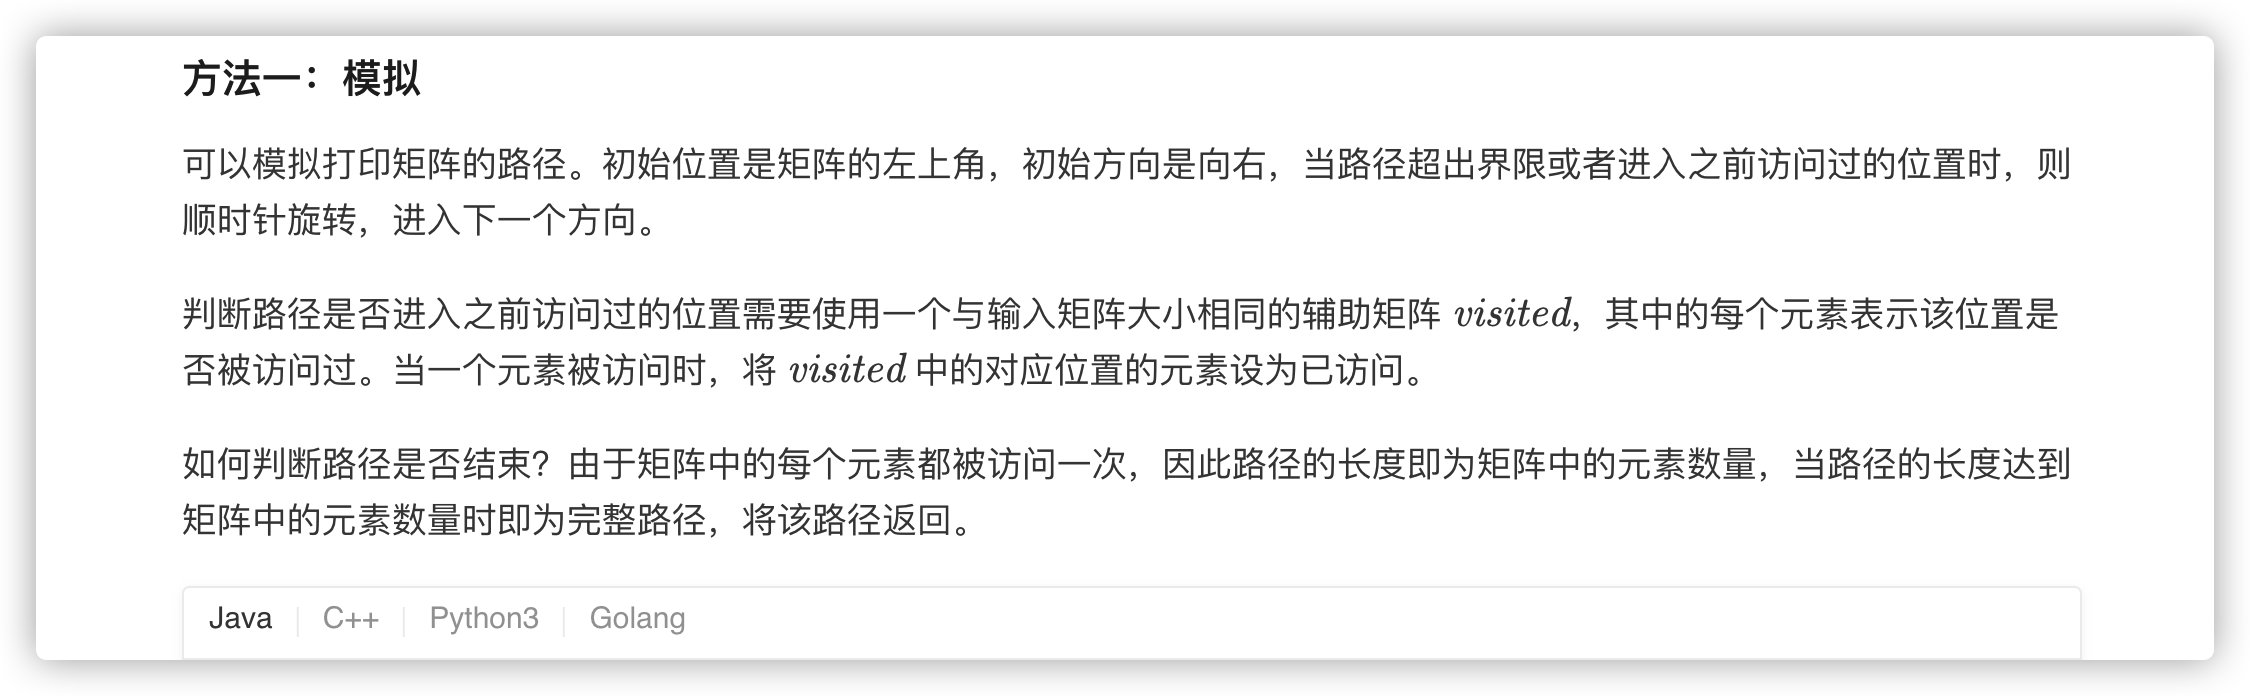 方法一：模拟
可以模拟打印矩阵的路径。初始位置是矩阵的左上角，初始方向是向右，当路径超出界限或者进入之前访问过的位置时，则
顺时针旋转，进入下一个方向。
判断路径是否进入之前访问过的位置需要使用一个与输入矩阵大小相同的辅助矩阵 visited，其中的每个元素表示该位置是
否被访问过。当一个元素被访问时，将 visited 中的对应位置的元素设为已访问。
如何判断路径是否结束？由于矩阵中的每个元素都被访问一次，因此路径的长度即为矩阵中的元素数量，当路径的长度达到
矩阵中的元素数量时即为完整路径，将该路径返回。
Java C++ Python3 Golang